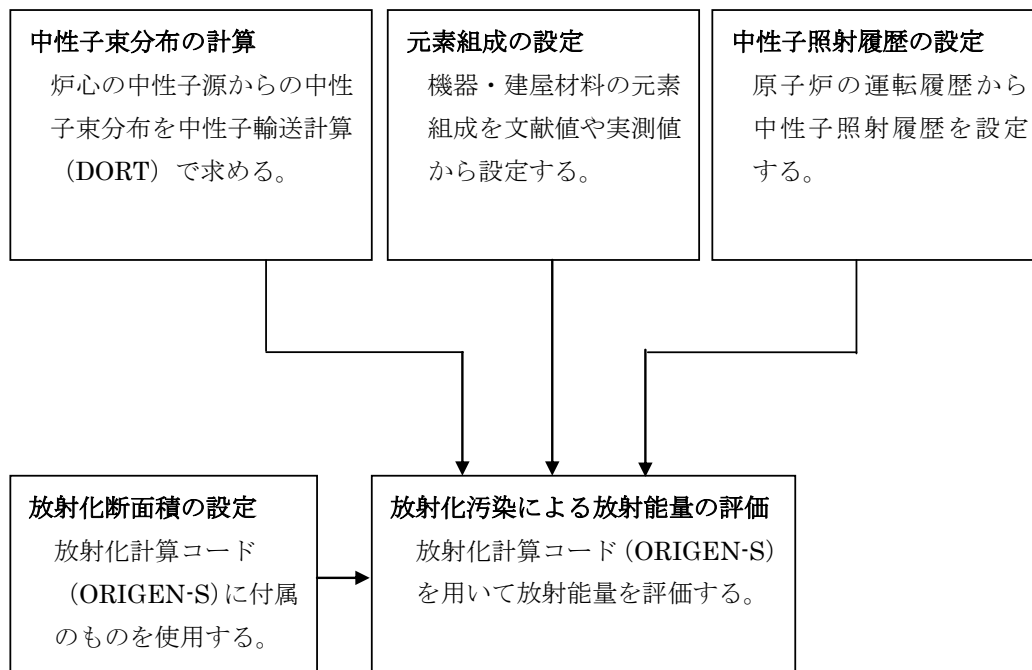 中性子束分布の計算
炉心の中性子源からの中性
子束分布を中性子輸送計算
（DORT）で求める。
元素組成の設定
機器・建屋材料の元素
組成を文献値や実測値
から設定する。
中性子照射履歴の設定
原子炉の運転履歴から
中性子照射履歴を設定
する。
放射化断面積の設定
放射化計算コード
（ORIGEN-S）に付属
のものを使用する。
放射化汚染による放射能量の評価
放射化計算コード（ORIGEN-S）
を用いて放射能量を評価する。